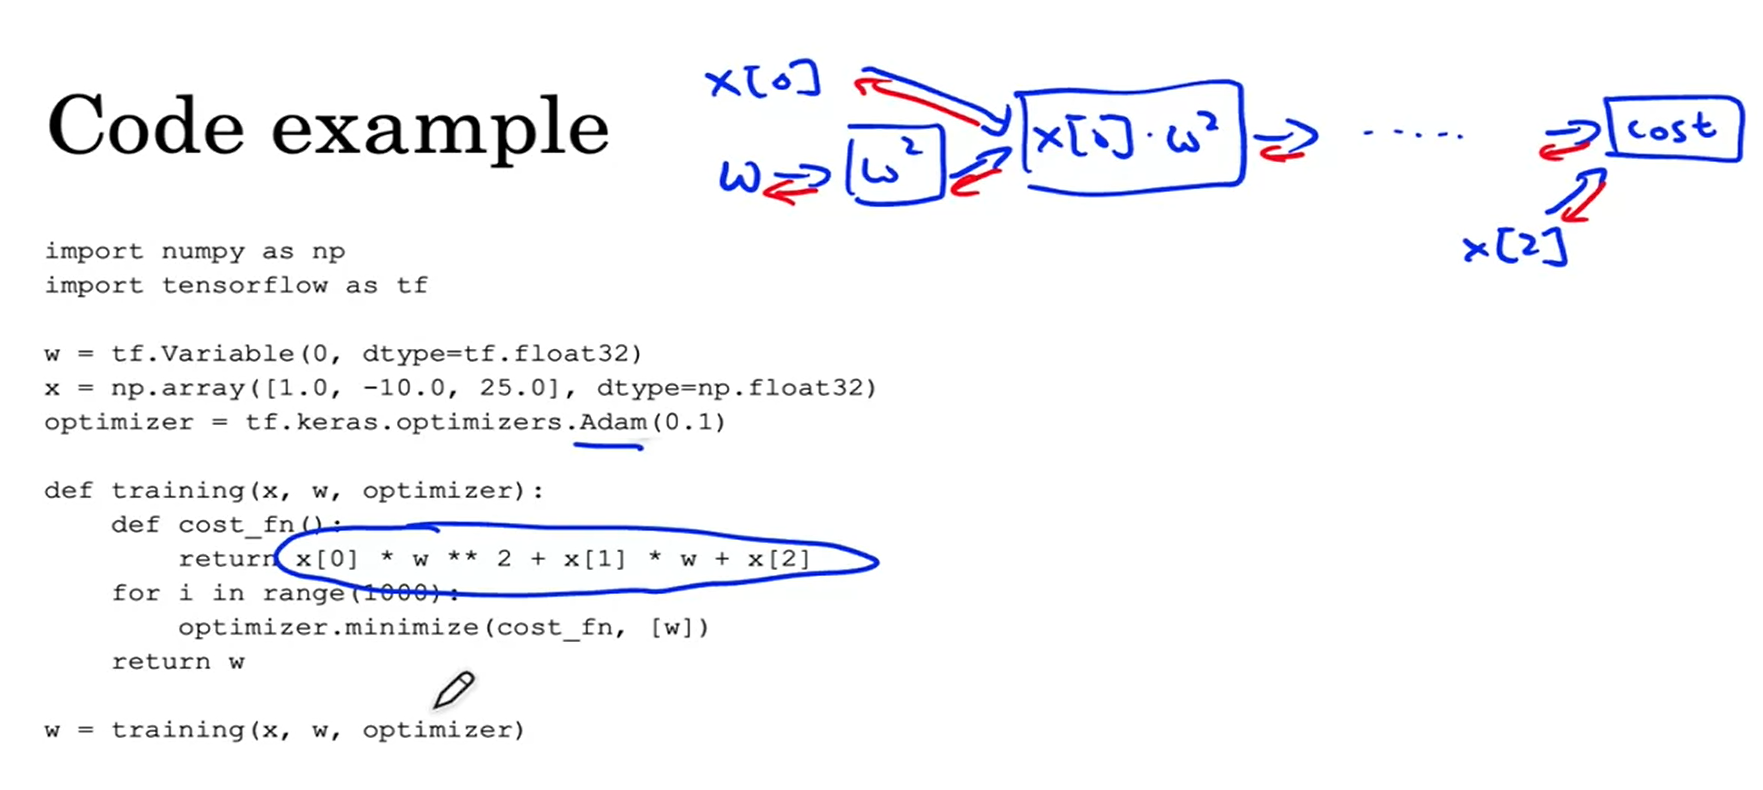 Code example
x[0]
w
w²
x[0]·w²
.....
cost
x[2]
import numpy as np
import tensorflow as tf
w = tf.Variable(0, dtype=tf.float32)
x = np.array([1.0, -10.0, 25.0], dtype=np.float32)
optimizer = tf.keras.optimizers.Adam(0.1)
def training(x, w, optimizer):
    def cost_fn():
        return x[0] * w ** 2 + x[1] * w + x[2]
    for i in range(1000):
        optimizer.minimize(cost_fn, [w])
    return w
w = training(x, w, optimizer)